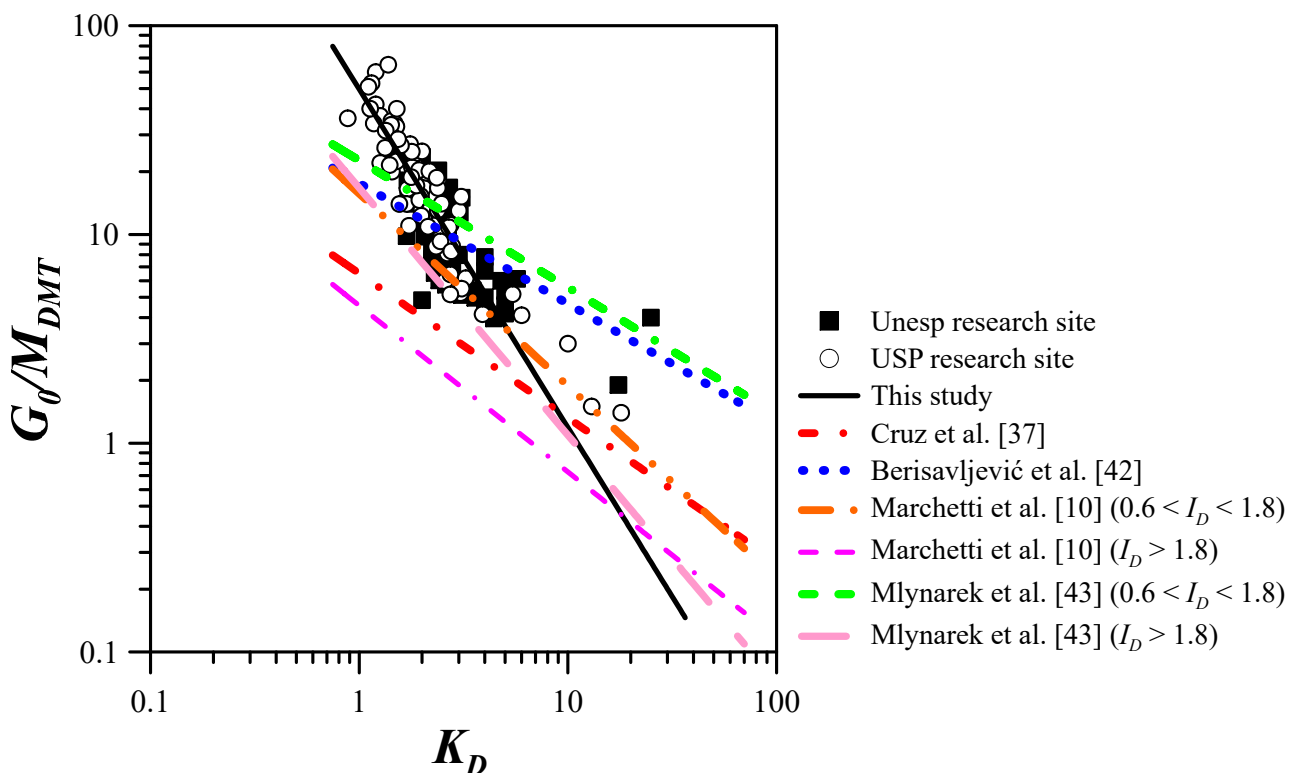 100
10
1
0.1
G0/MDMT
0.1
1
10
100
KD
Unesp research site
USP research site
This study
Cruz et al. [37]
Berisavljević et al. [42]
Marchetti et al. [10] (0.6 < ID < 1.8)
Marchetti et al. [10] (ID > 1.8)
Mlynarek et al. [43] (0.6 < ID < 1.8)
Mlynarek et al. [43] (ID > 1.8)